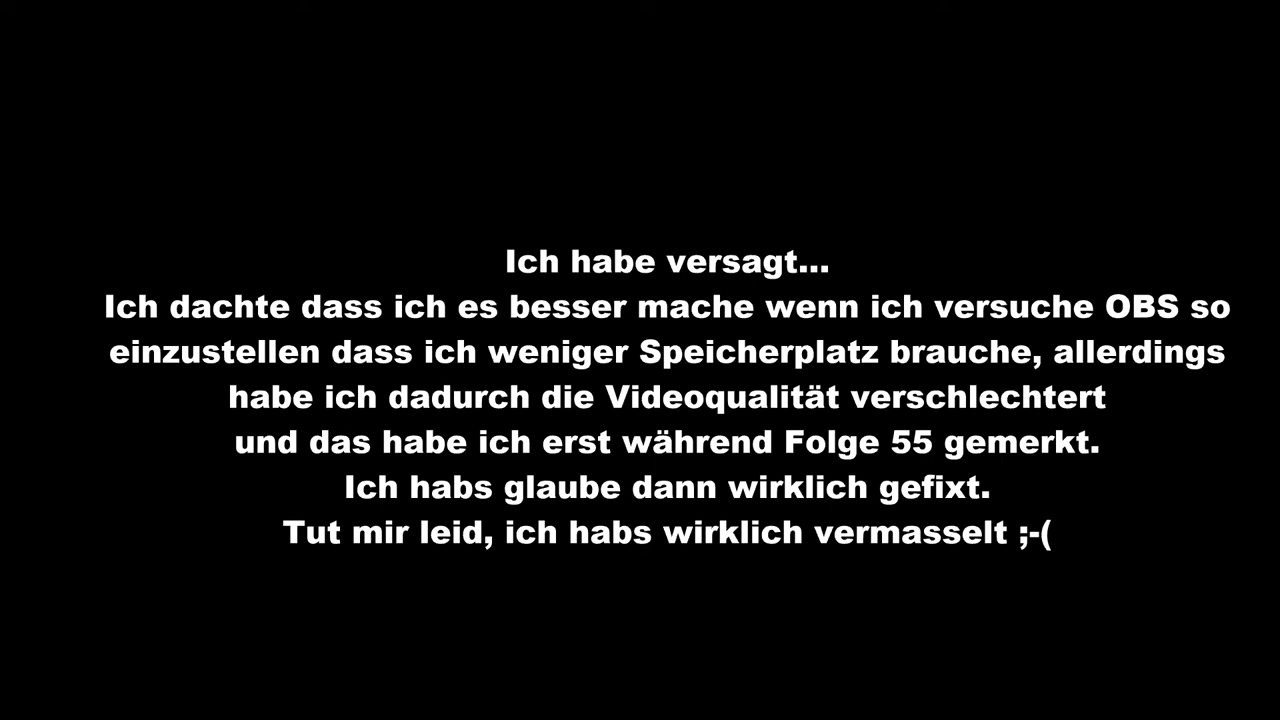 Ich habe versagt...
Ich dachte dass ich es besser mache wenn ich versuche OBS so
einzustellen dass ich weniger Speicherplatz brauche, allerdings
habe ich dadurch die Videoqualität verschlechtert
und das habe ich erst während Folge 55 gemerkt.
Ich habs glaube dann wirklich gefixt.
Tut mir leid, ich habs wirklich vermasselt ;-(